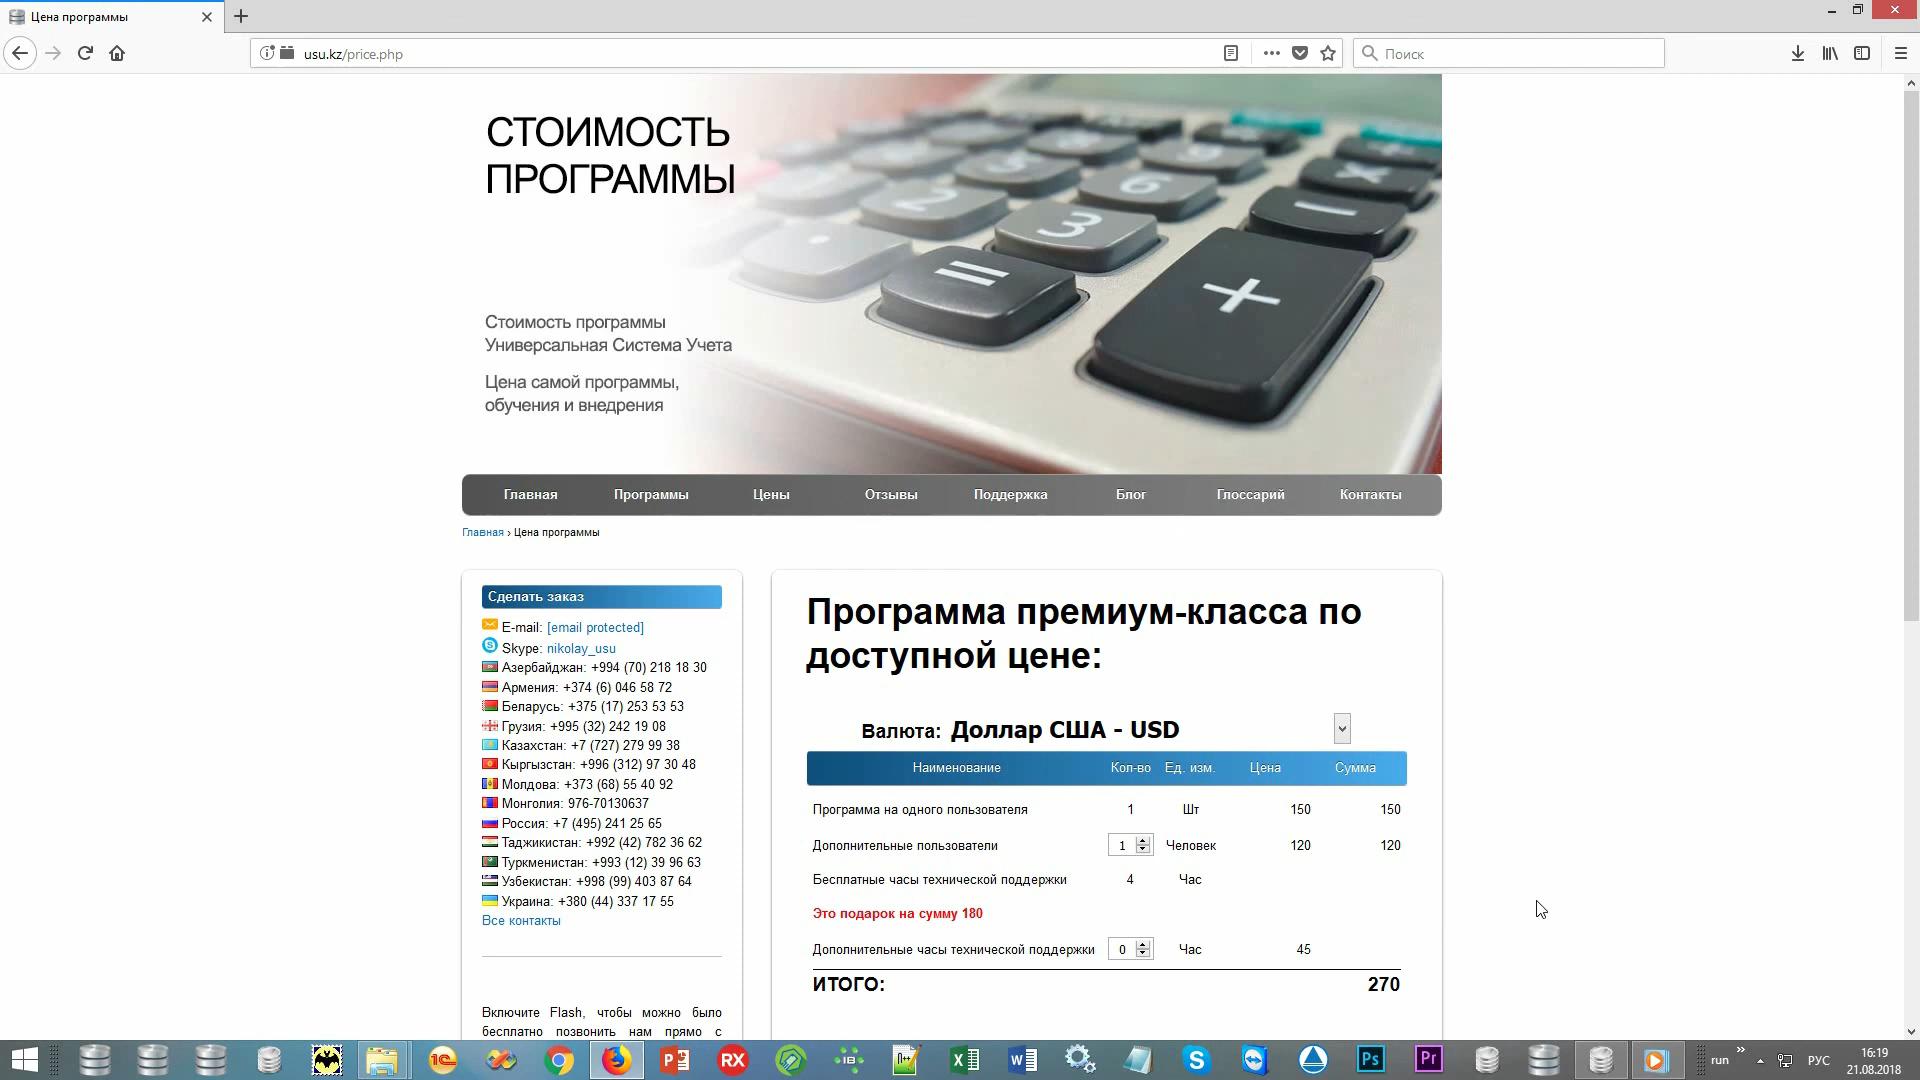 Цена программы
usu.kz/price.php
Поиск
СТОИМОСТЬ
ПРОГРАММЫ
Стоимость программы
Универсальная Система Учета
Цена самой программы,
обучения и внедрения
Главная Программы Цены Отзывы Поддержка Блог Глоссарий Контакты
Главная › Цена программы
Сделать заказ
E-mail: [email protected]
Skype: nikolay_usu
Азербайджан: +994 (70) 218 18 30
Армения: +374 (6) 046 58 72
Беларусь: +375 (17) 253 53 53
Грузия: +995 (32) 242 19 08
Казахстан: +7 (727) 279 99 38
Кыргызстан: +996 (312) 97 30 48
Молдова: +373 (68) 55 40 92
Монголия: 976-70130637
Россия: +7 (495) 241 25 65
Таджикистан: +992 (42) 782 36 62
Туркменистан: +993 (12) 39 96 63
Узбекистан: +998 (99) 403 87 64
Украина: +380 (44) 337 17 55
Все контакты
Включите Flash, чтобы можно было
бесплатно позвонить нам прямо с
Программа премиум-класса по
доступной цене:
Валюта: Доллар США - USD
Наименование Кол-во Ед. изм. Цена Сумма
Программа на одного пользователя 1 Шт 150 150
Дополнительные пользователи 1 Человек 120 120
Бесплатные часы технической поддержки 4 Час
Это подарок на сумму 180
Дополнительные часы технической поддержки 0 Час 45
ИТОГО: 270
run РУС 16:19
21.08.2018